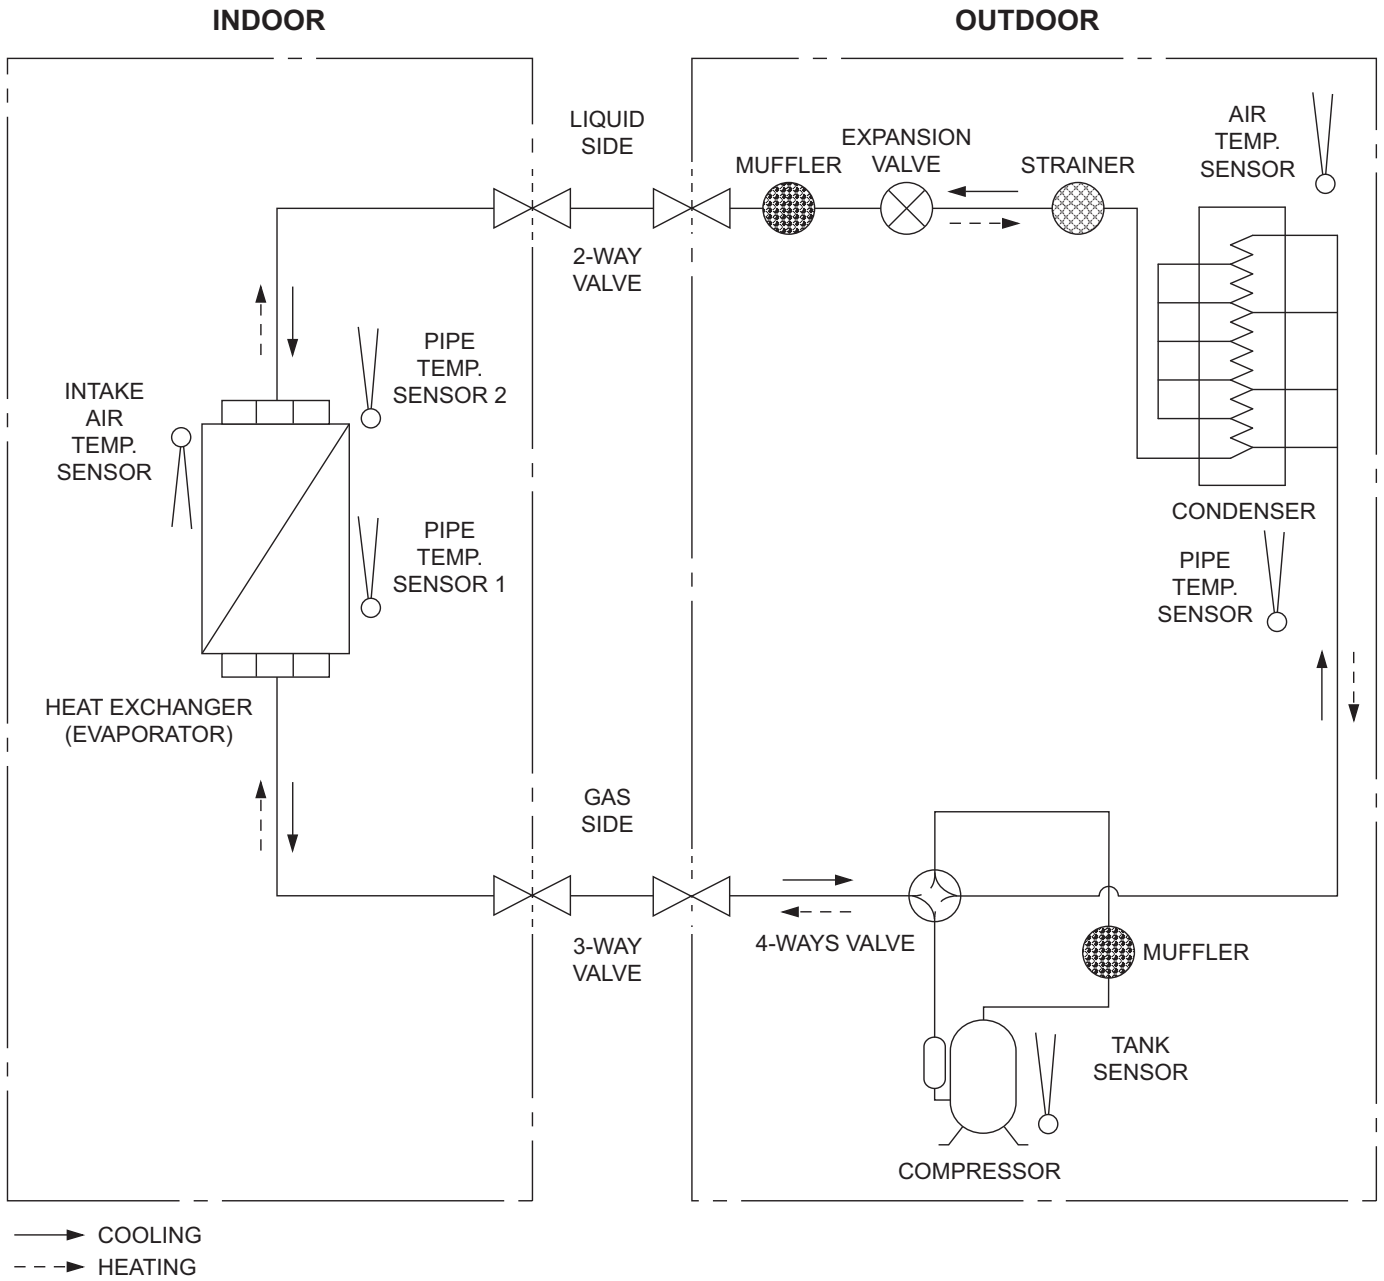 INDOOR
OUTDOOR
LIQUID
SIDE
2-WAY
VALVE
MUFFLER
EXPANSION
VALVE
STRAINER
AIR
TEMP.
SENSOR
PIPE
TEMP.
SENSOR 2
INTAKE
AIR
TEMP.
SENSOR
PIPE
TEMP.
SENSOR 1
CONDENSER
PIPE
TEMP.
SENSOR
HEAT EXCHANGER
(EVAPORATOR)
GAS
SIDE
3-WAY
VALVE
4-WAYS VALVE
MUFFLER
TANK
SENSOR
COMPRESSOR
COOLING
HEATING